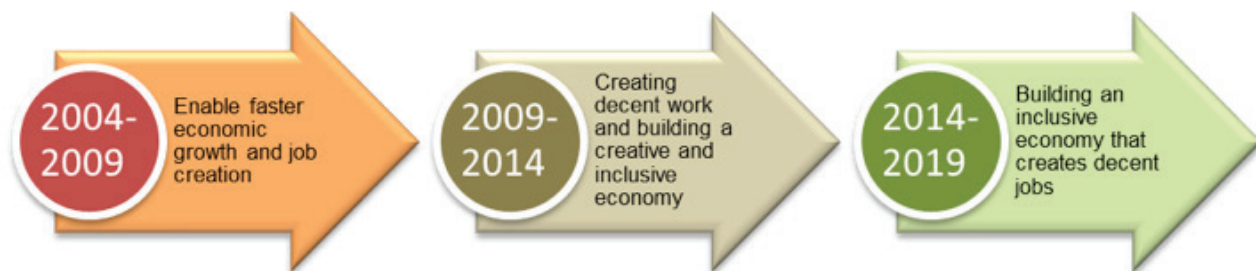 2004-
2009
Enable faster
economic
growth and job
creation
2009-
2014
Creating
decent work
and building a
creative and
inclusive
economy
2014-
2019
Building an
inclusive
economy that
creates decent
jobs